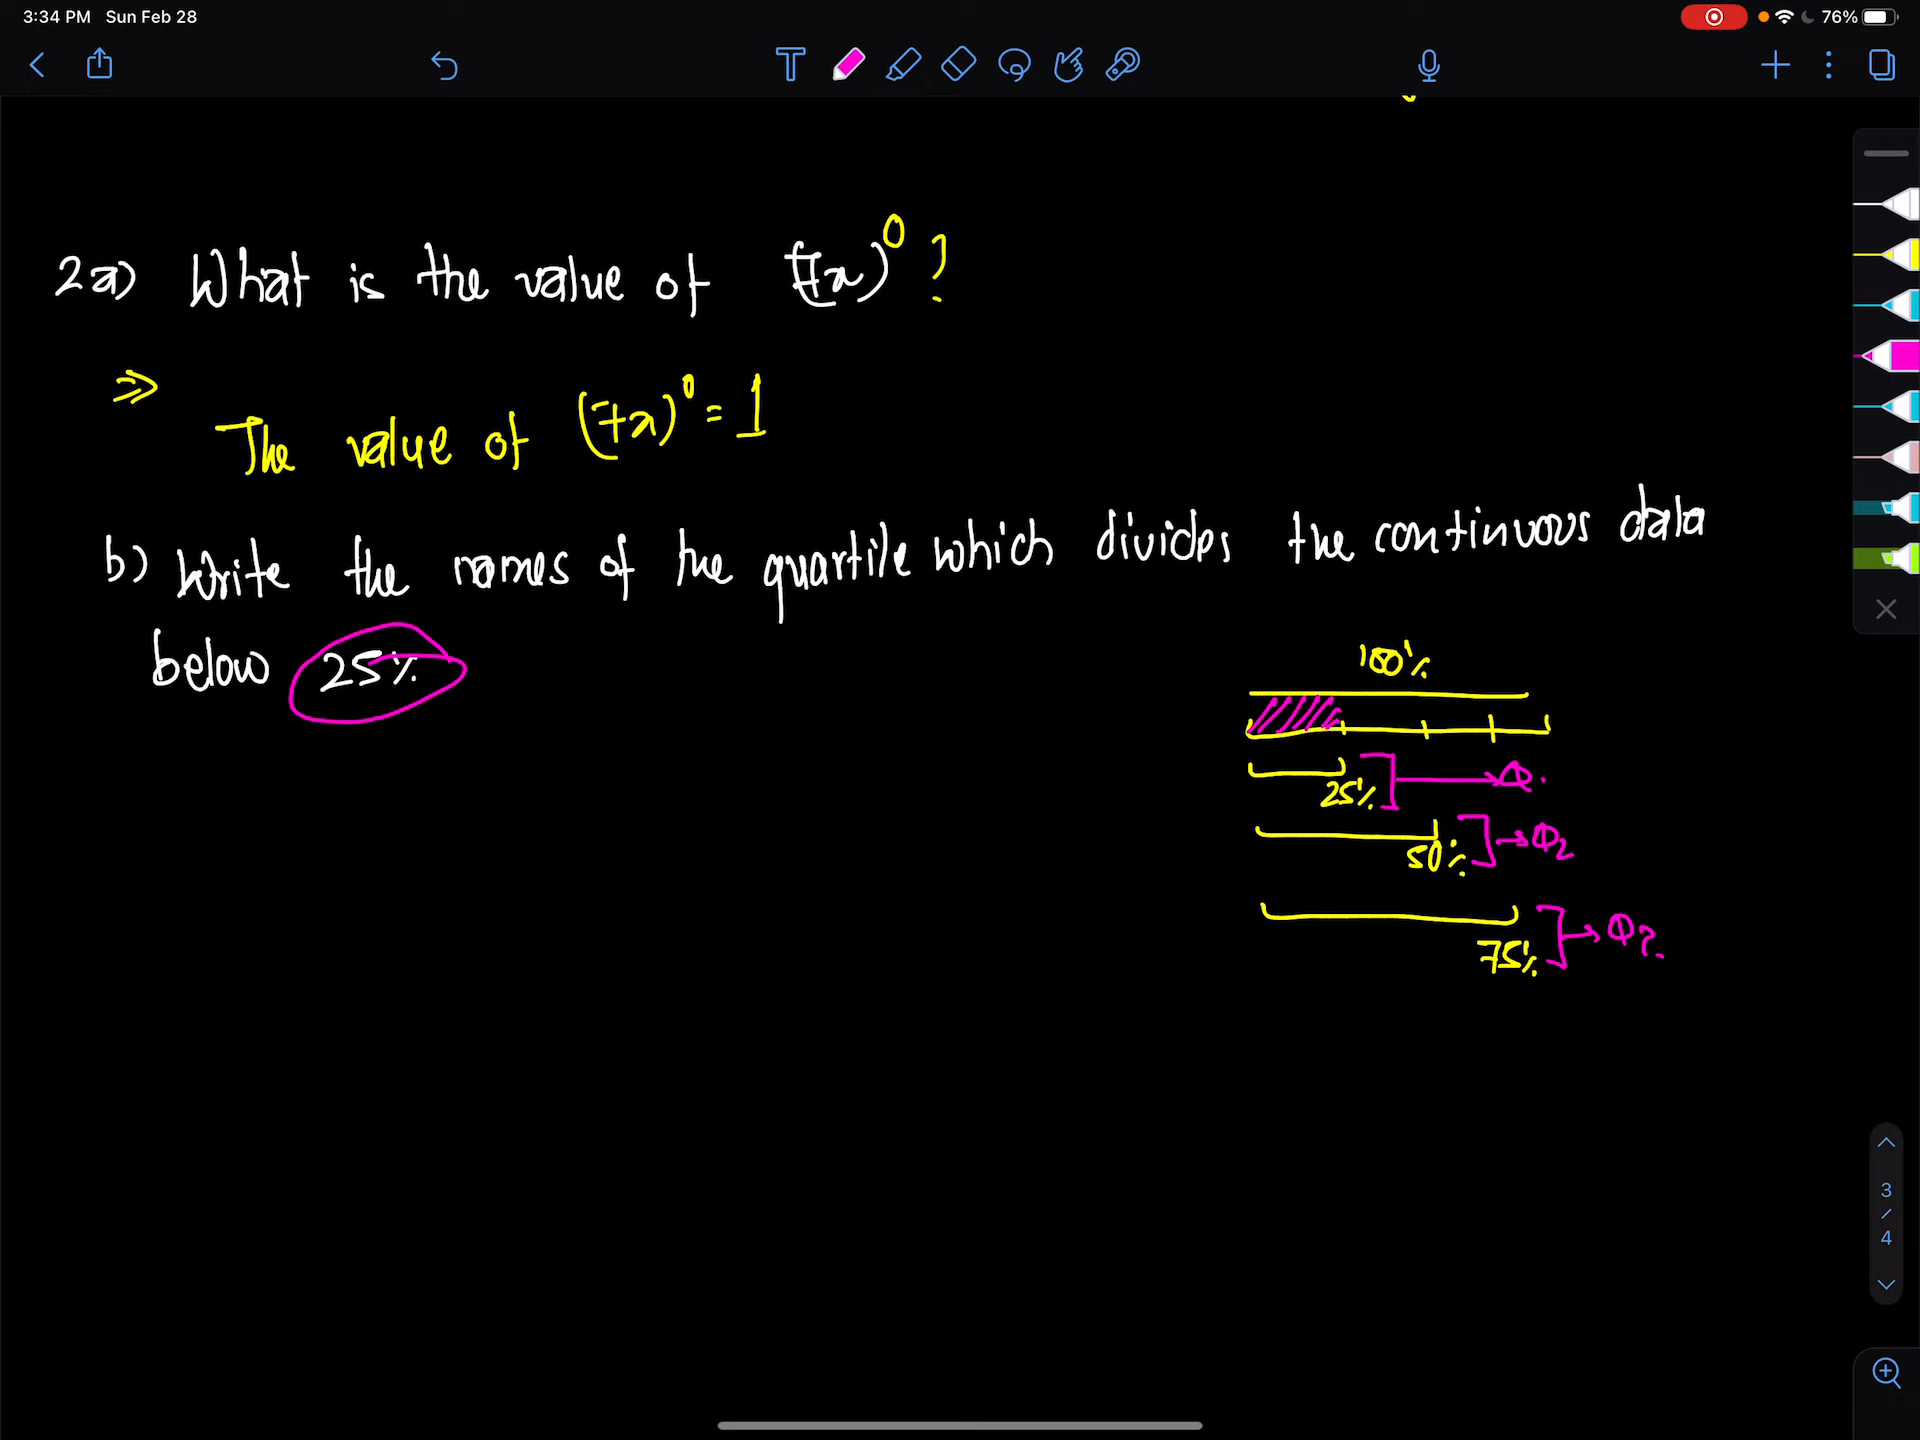 3:34 PM Sun Feb 28
76%
2a) What is the value of (7x)⁰ ?
The value of (7x)⁰ = 1
b) Write the names of the quartile which divides the continuous data
below 25%
100%
25%
50% → Q2
75%
3
/
4